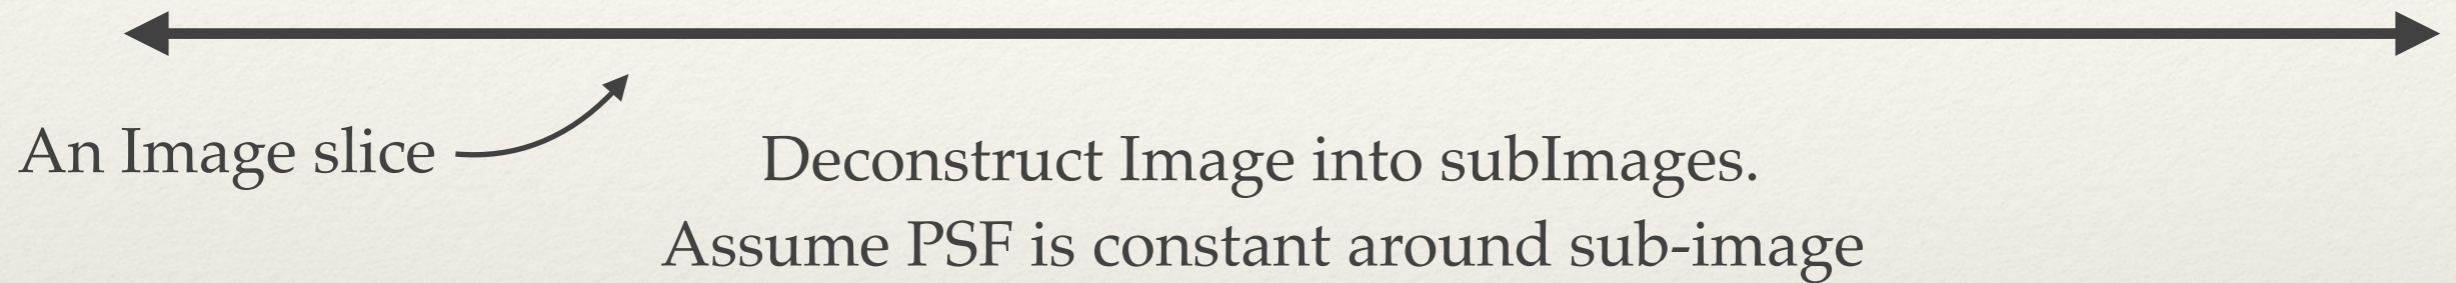 An Image slice
Deconstruct Image into subImages.
Assume PSF is constant around sub-image